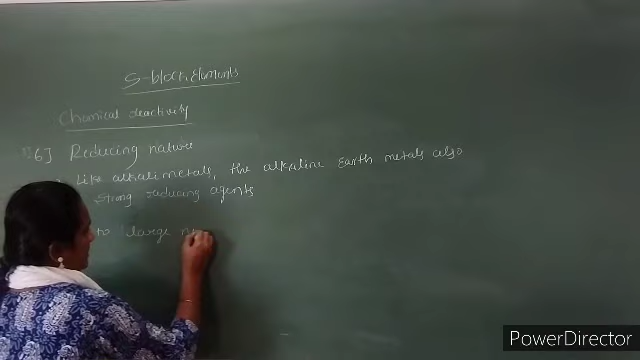 S-block Elements
Chemical reactivity
6] Reducing nature
Like alkali metals, the alkaline Earth metals also
strong reducing agents
to large
PowerDirector